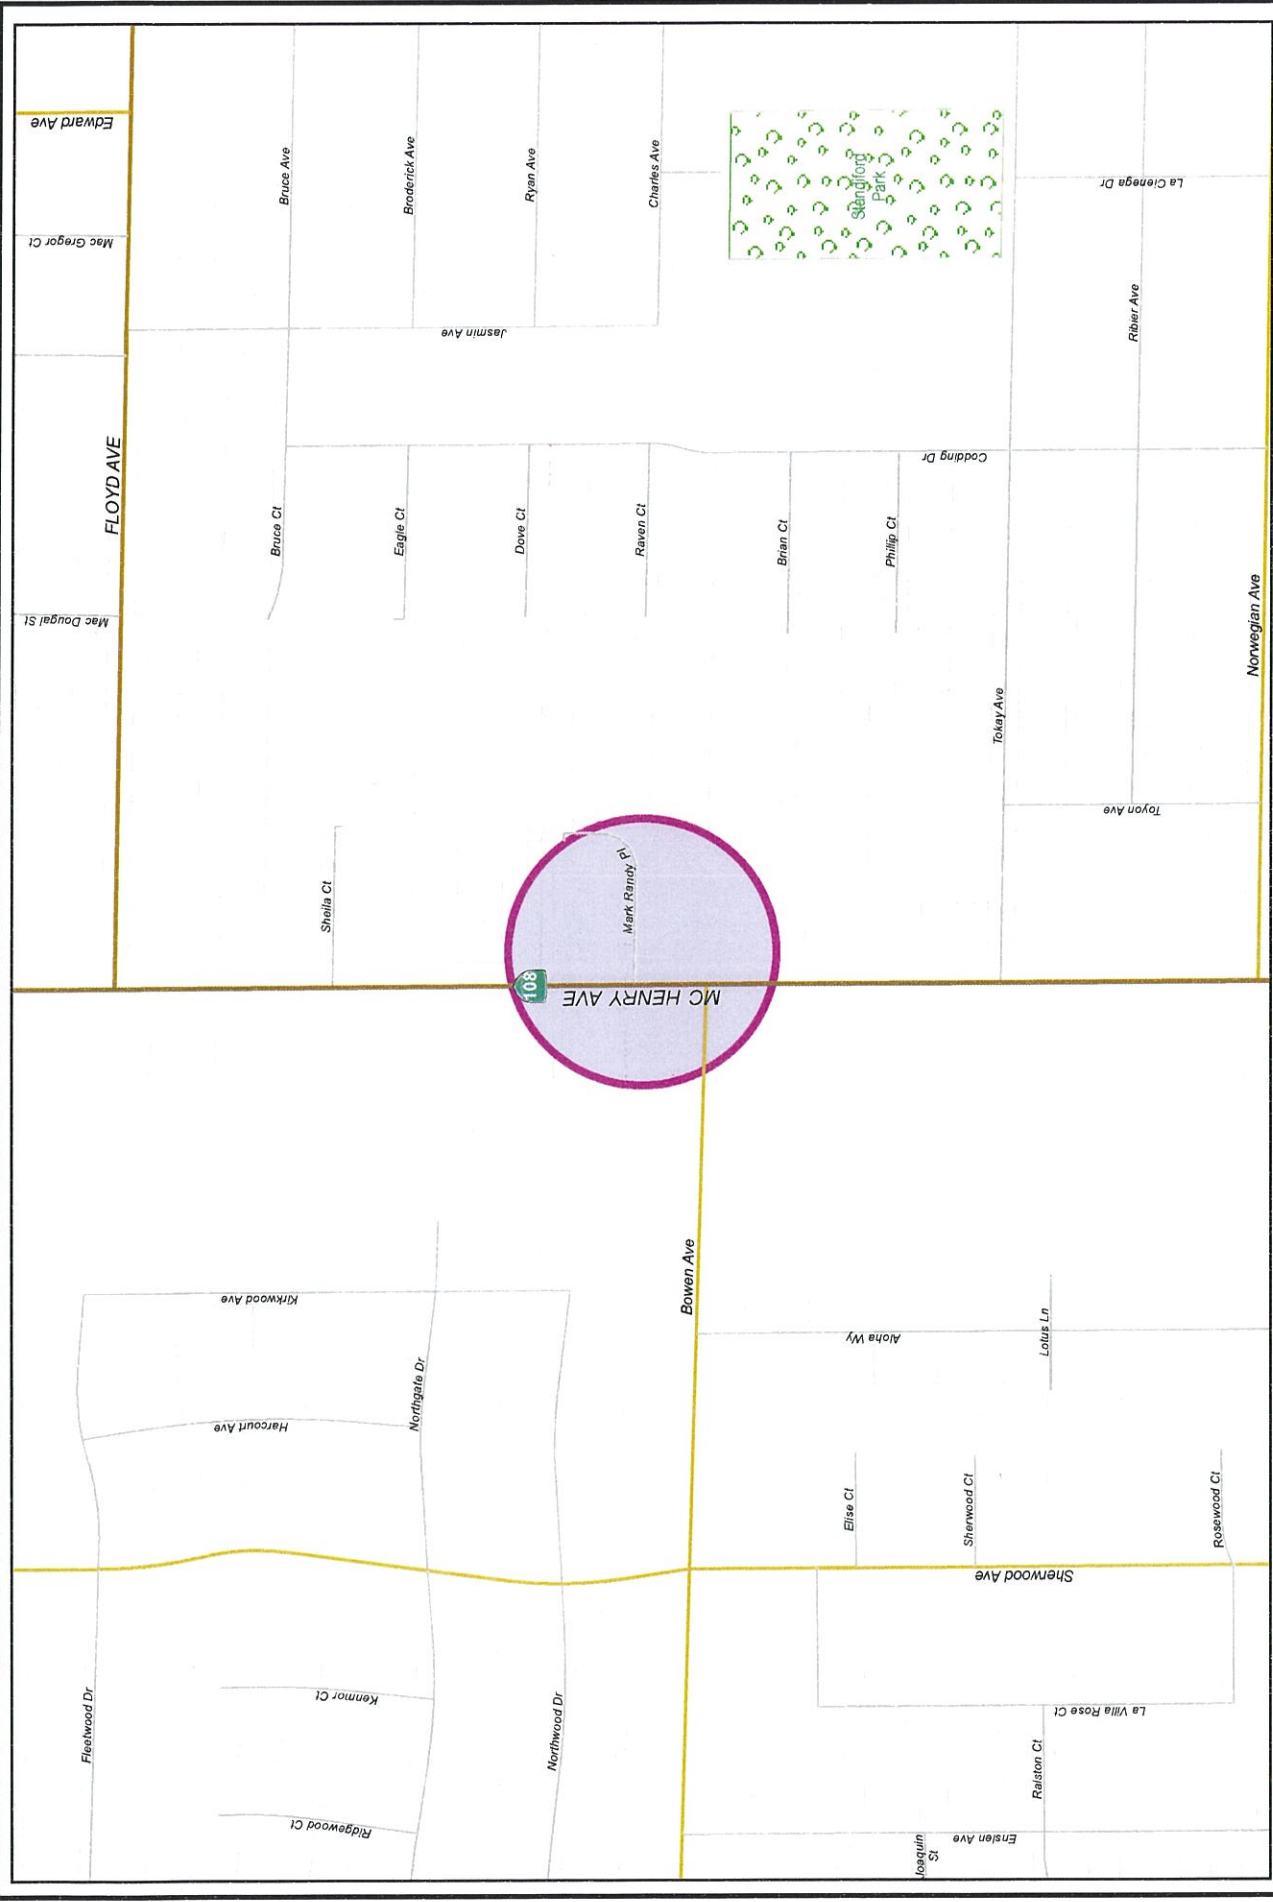 Edward Ave
Mac Gregor Ct
FLOYD AVE
Mac Dougal St
Bruce Ave
Broderick Ave
Ryan Ave
Charles Ave
Jasmin Ave
Standiford
Park
La Cienega Dr
Ribier Ave
Codding Dr
Bruce Ct
Eagle Ct
Dove Ct
Raven Ct
Brian Ct
Phillip Ct
Norwegian Ave
Tokay Ave
Toyon Ave
Sheila Ct
Mark Randy Pl
108
MC HENRY AVE
Bowen Ave
Kirkwood Ave
Harcourt Ave
Northgate Dr
Aloha Wy
Lotus Ln
Elise Ct
Sherwood Ct
Rosewood Ct
Sherwood Ave
Fleetwood Dr
Kenmor Ct
Ridgewood Ct
Northwood Dr
La Villa Rose Ct
Ralston Ct
Enslen Ave
Joaquin
St